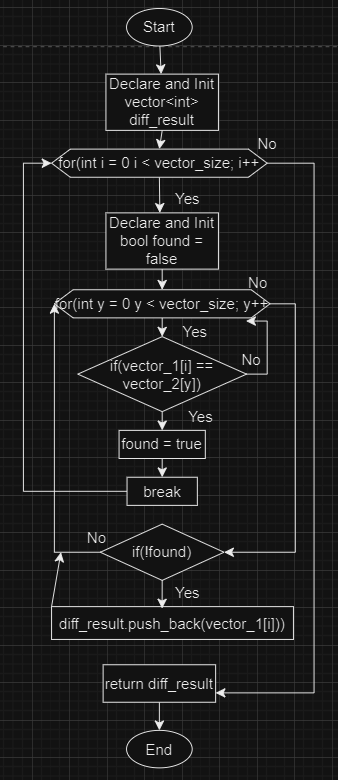 Start
Declare and Init
vector<int>
diff_result
No
for(int i = 0 i < vector_size; i++
Yes
Declare and Init
bool found =
false
No
for(int y = 0 y < vector_size; y++
Yes
if(vector_1[i] ==
vector_2[y])
No
Yes
found = true
break
No
if(!found)
Yes
diff_result.push_back(vector_1[i]))
return diff_result
End